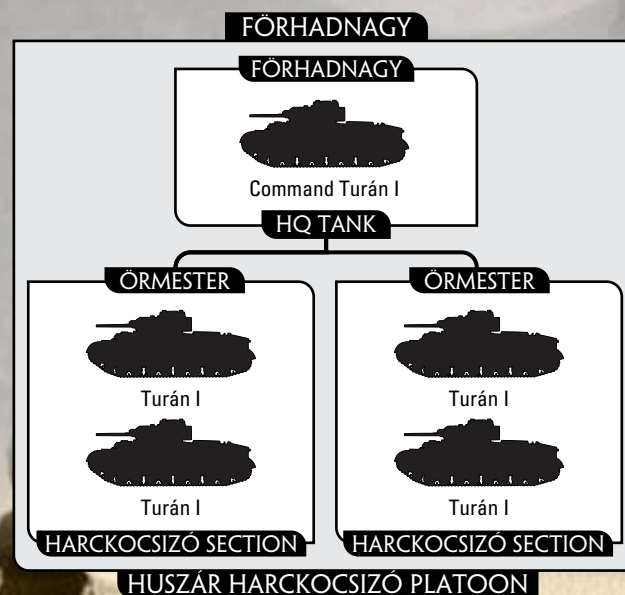 FÖRHADNAGY
FÖRHADNAGY
Command Turán I
HQ TANK
ÖRMESTER
Turán I
Turán I
HARCKOCSIZÓ SECTION
ÖRMESTER
Turán I
Turán I
HARCKOCSIZÓ SECTION
HUSZÁR HARCKOCSIZÓ PLATOON